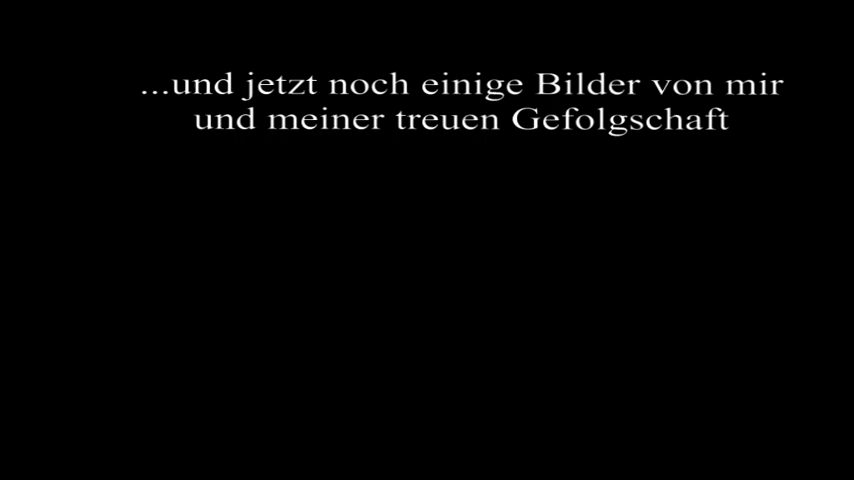 ...und jetzt noch einige Bilder von mir
und meiner treuen Gefolgschaft